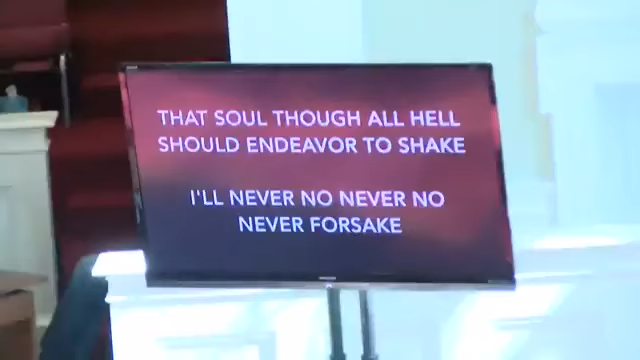 THAT SOUL THOUGH ALL HELL
SHOULD ENDEAVOR TO SHAKE
I'LL NEVER NO NEVER NO
NEVER FORSAKE